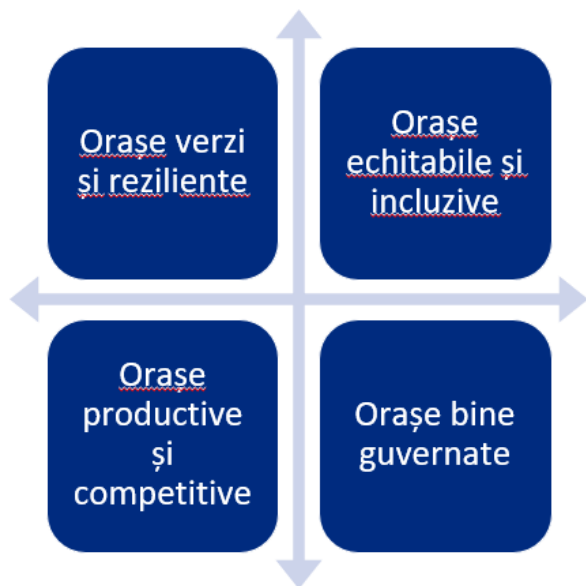 Orașe verzi
și reziliente
Orașe
echitabile și
incluzive
Orașe
productive
și
competitive
Orașe bine
guvernate